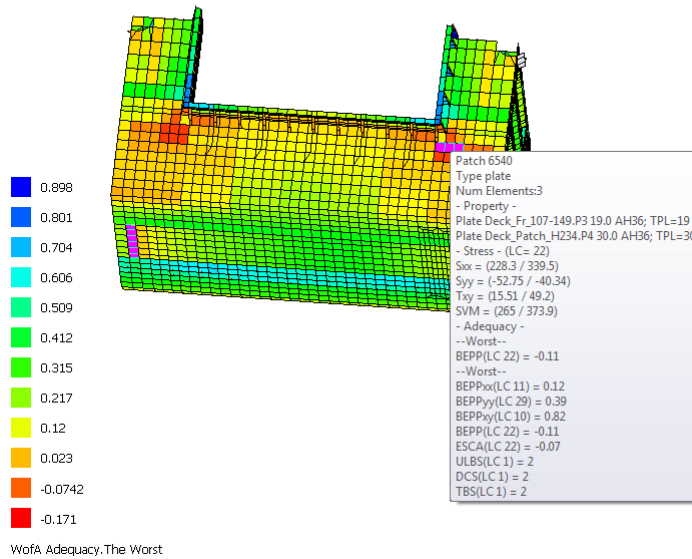 0.898
0.801
0.704
0.606
0.509
0.412
0.315
0.217
0.12
0.023
-0.0742
-0.171
WofA Adequacy.The Worst
Patch 6540
Type plate
Num Elements:3
- Property -
Plate Deck_Fr_107-149.P3 19.0 AH36; TPL=19
Plate Deck_Patch_H234.P4 30.0 AH36; TPL=30
- Stress - (LC= 22)
Sxx = (228.3 / 339.5)
Syy = (-52.75 / -40.34)
Txy = (15.51 / 49.2)
SVM = (265 / 373.9)
- Adequacy -
--Worst--
BEPP(LC 22) = -0.11
--Worst--
BEPPxx(LC 11) = 0.12
BEPPyy(LC 29) = 0.39
BEPPxy(LC 10) = 0.82
BEPP(LC 22) = -0.11
ESCA(LC 22) = -0.07
ULBS(LC 1) = 2
DCS(LC 1) = 2
TBS(LC 1) = 2